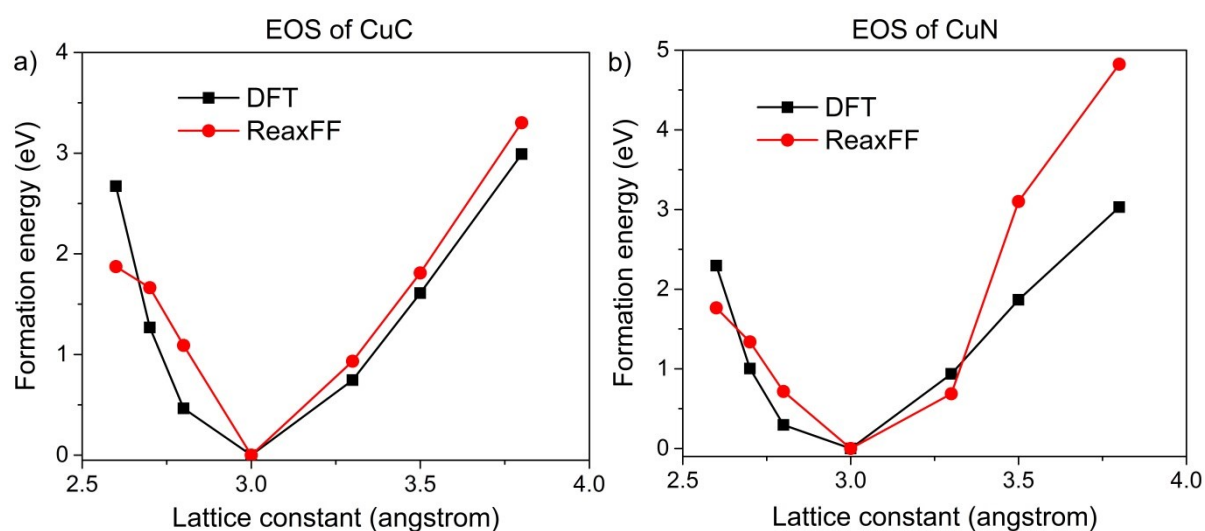 EOS of CuC
a)
DFT
ReaxFF
Formation energy (eV)
4
3
2
1
0
2.5 3.0 3.5 4.0
Lattice constant (angstrom)
EOS of CuN
b)
DFT
ReaxFF
Formation energy (eV)
5
4
3
2
1
0
2.5 3.0 3.5 4.0
Lattice constant (angstrom)